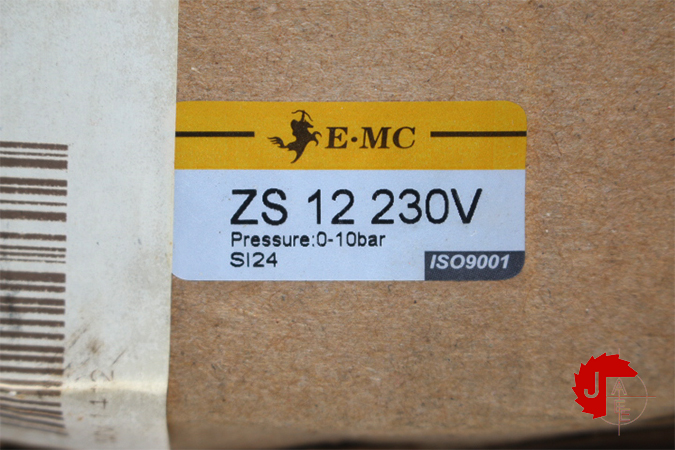 E·MC
ZS 12 230V
Pressure:0-10bar
SI24
ISO9001
J